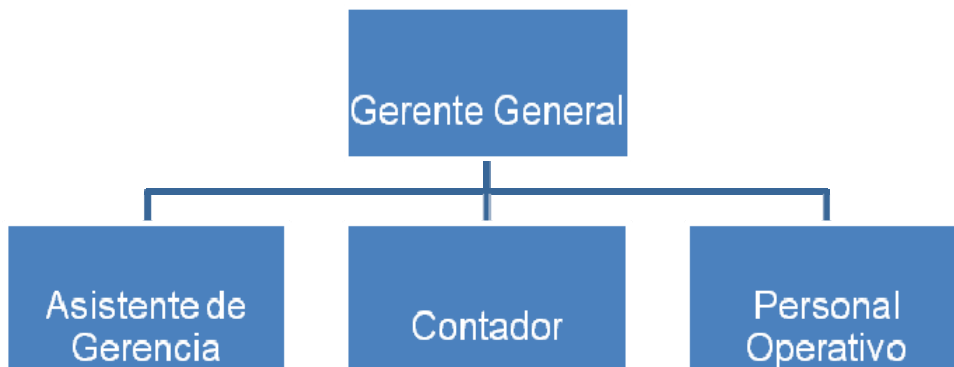 Gerente General
Asistente de
Gerencia
Contador
Personal
Operativo